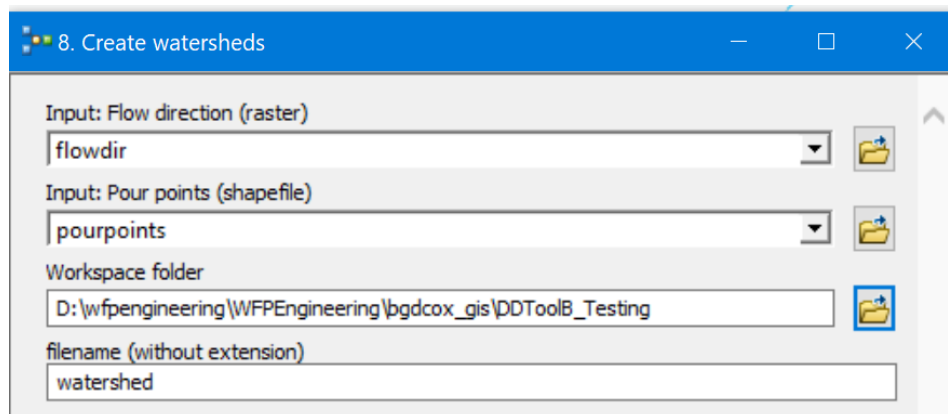 8. Create watersheds
Input: Flow direction (raster)
flowdir
Input: Pour points (shapefile)
pourpoints
Workspace folder
D:\wfpengineering\WFPEngineering\bgdcox_gis\DDToolB_Testing
filename (without extension)
watershed